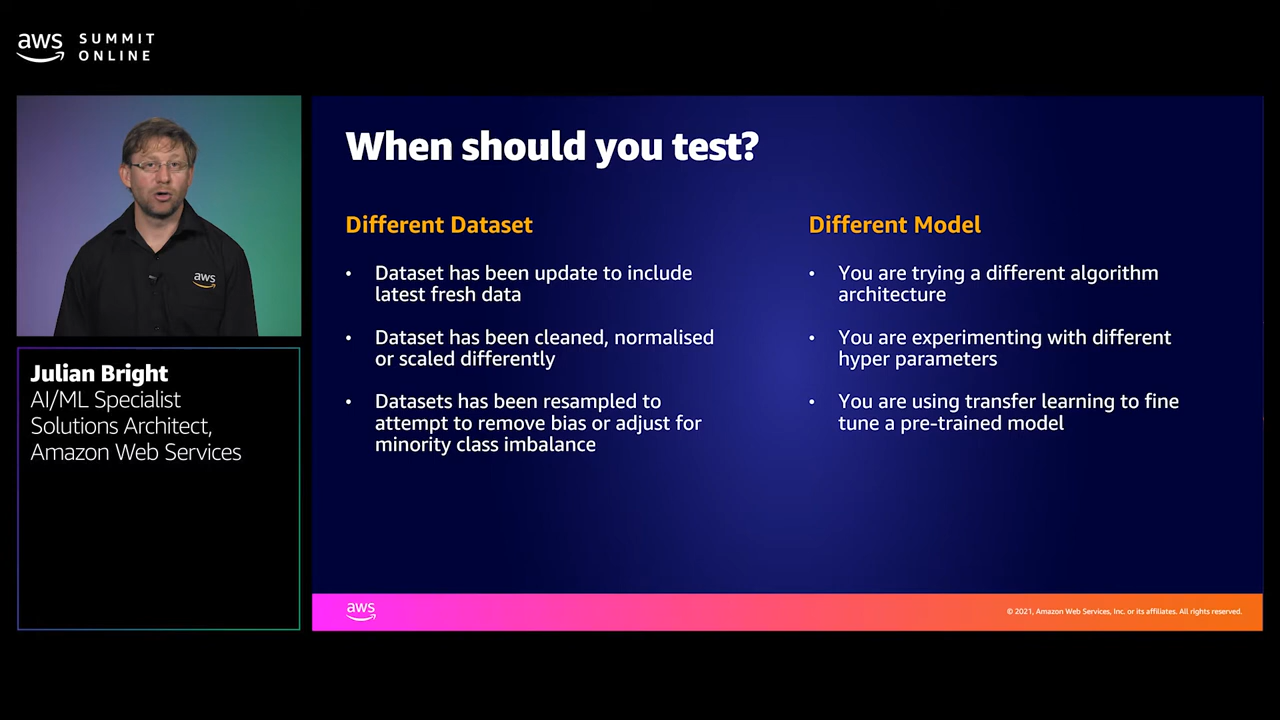 aws SUMMIT
ONLINE
aws
Julian Bright
AI/ML Specialist
Solutions Architect,
Amazon Web Services
When should you test?
Different Dataset
• Dataset has been update to include
latest fresh data
• Dataset has been cleaned, normalised
or scaled differently
• Datasets has been resampled to
attempt to remove bias or adjust for
minority class imbalance
Different Model
• You are trying a different algorithm
architecture
• You are experimenting with different
hyper parameters
• You are using transfer learning to fine
tune a pre-trained model
aws
© 2021, Amazon Web Services, Inc. or its affiliates. All rights reserved.